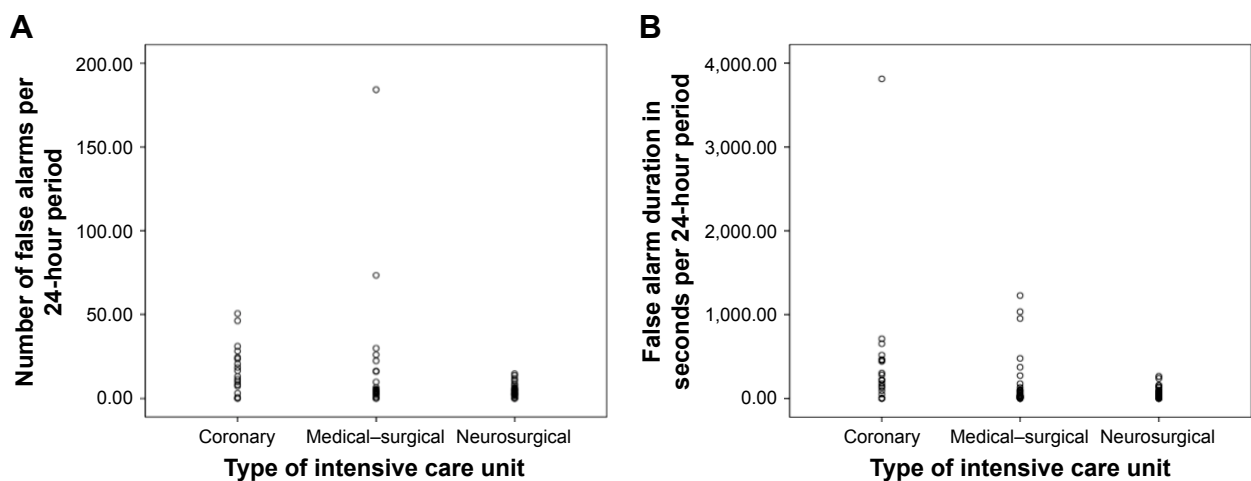 A
Number of false alarms per
24-hour period
200.00
150.00
100.00
50.00
0.00
Coronary
Medical–surgical
Neurosurgical
Type of intensive care unit
B
False alarm duration in
seconds per 24-hour period
4,000.00
3,000.00
2,000.00
1,000.00
0.00
Coronary
Medical–surgical
Neurosurgical
Type of intensive care unit